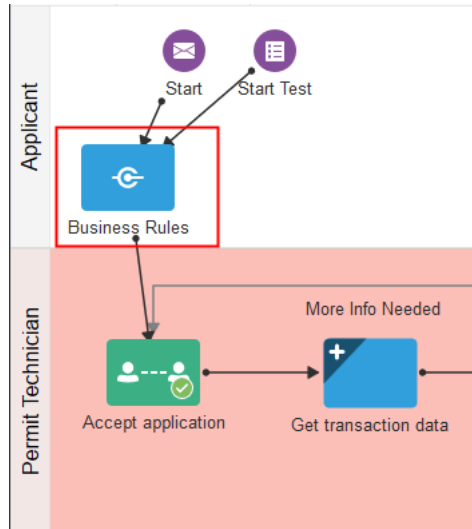 Applicant
Start
Start Test
Business Rules
Permit Technician
More Info Needed
Accept application
Get transaction data